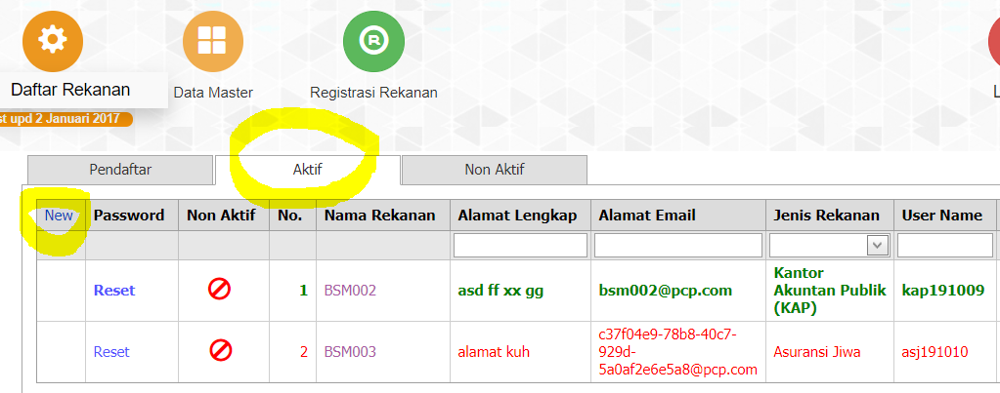 R
Daftar Rekanan
Data Master
Registrasi Rekanan
L
st upd 2 Januari 2017
Pendaftar
Aktif
Non Aktif
New Password Non Aktif No. Nama Rekanan Alamat Lengkap Alamat Email Jenis Rekanan User Name
Reset 1 BSM002 asd ff xx gg bsm002@pcp.com Kantor
Akuntan Publik
(KAP) kap191009
Reset 2 BSM003 alamat kuh c37f04e9-78b8-40c7-
929d-
5a0af2e6e5a8@pcp.com Asuransi Jiwa asj191010